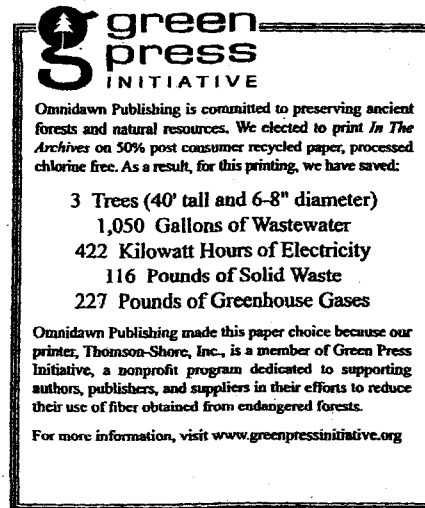 green
press
INITIATIVE
Omnidawn Publishing is committed to preserving ancient
forests and natural resources. We elected to print In The
Archives on 50% post consumer recycled paper, processed
chlorine free. As a result, for this printing, we have saved:
3 Trees (40' tall and 6-8" diameter)
1,050 Gallons of Wastewater
422 Kilowatt Hours of Electricity
116 Pounds of Solid Waste
227 Pounds of Greenhouse Gases
Omnidawn Publishing made this paper choice because our
printer, Thomson-Shore, Inc., is a member of Green Press
Initiative, a nonprofit program dedicated to supporting
authors, publishers, and suppliers in their efforts to reduce
their use of fiber obtained from endangered forests.
For more information, visit www.greenpressinitiative.org